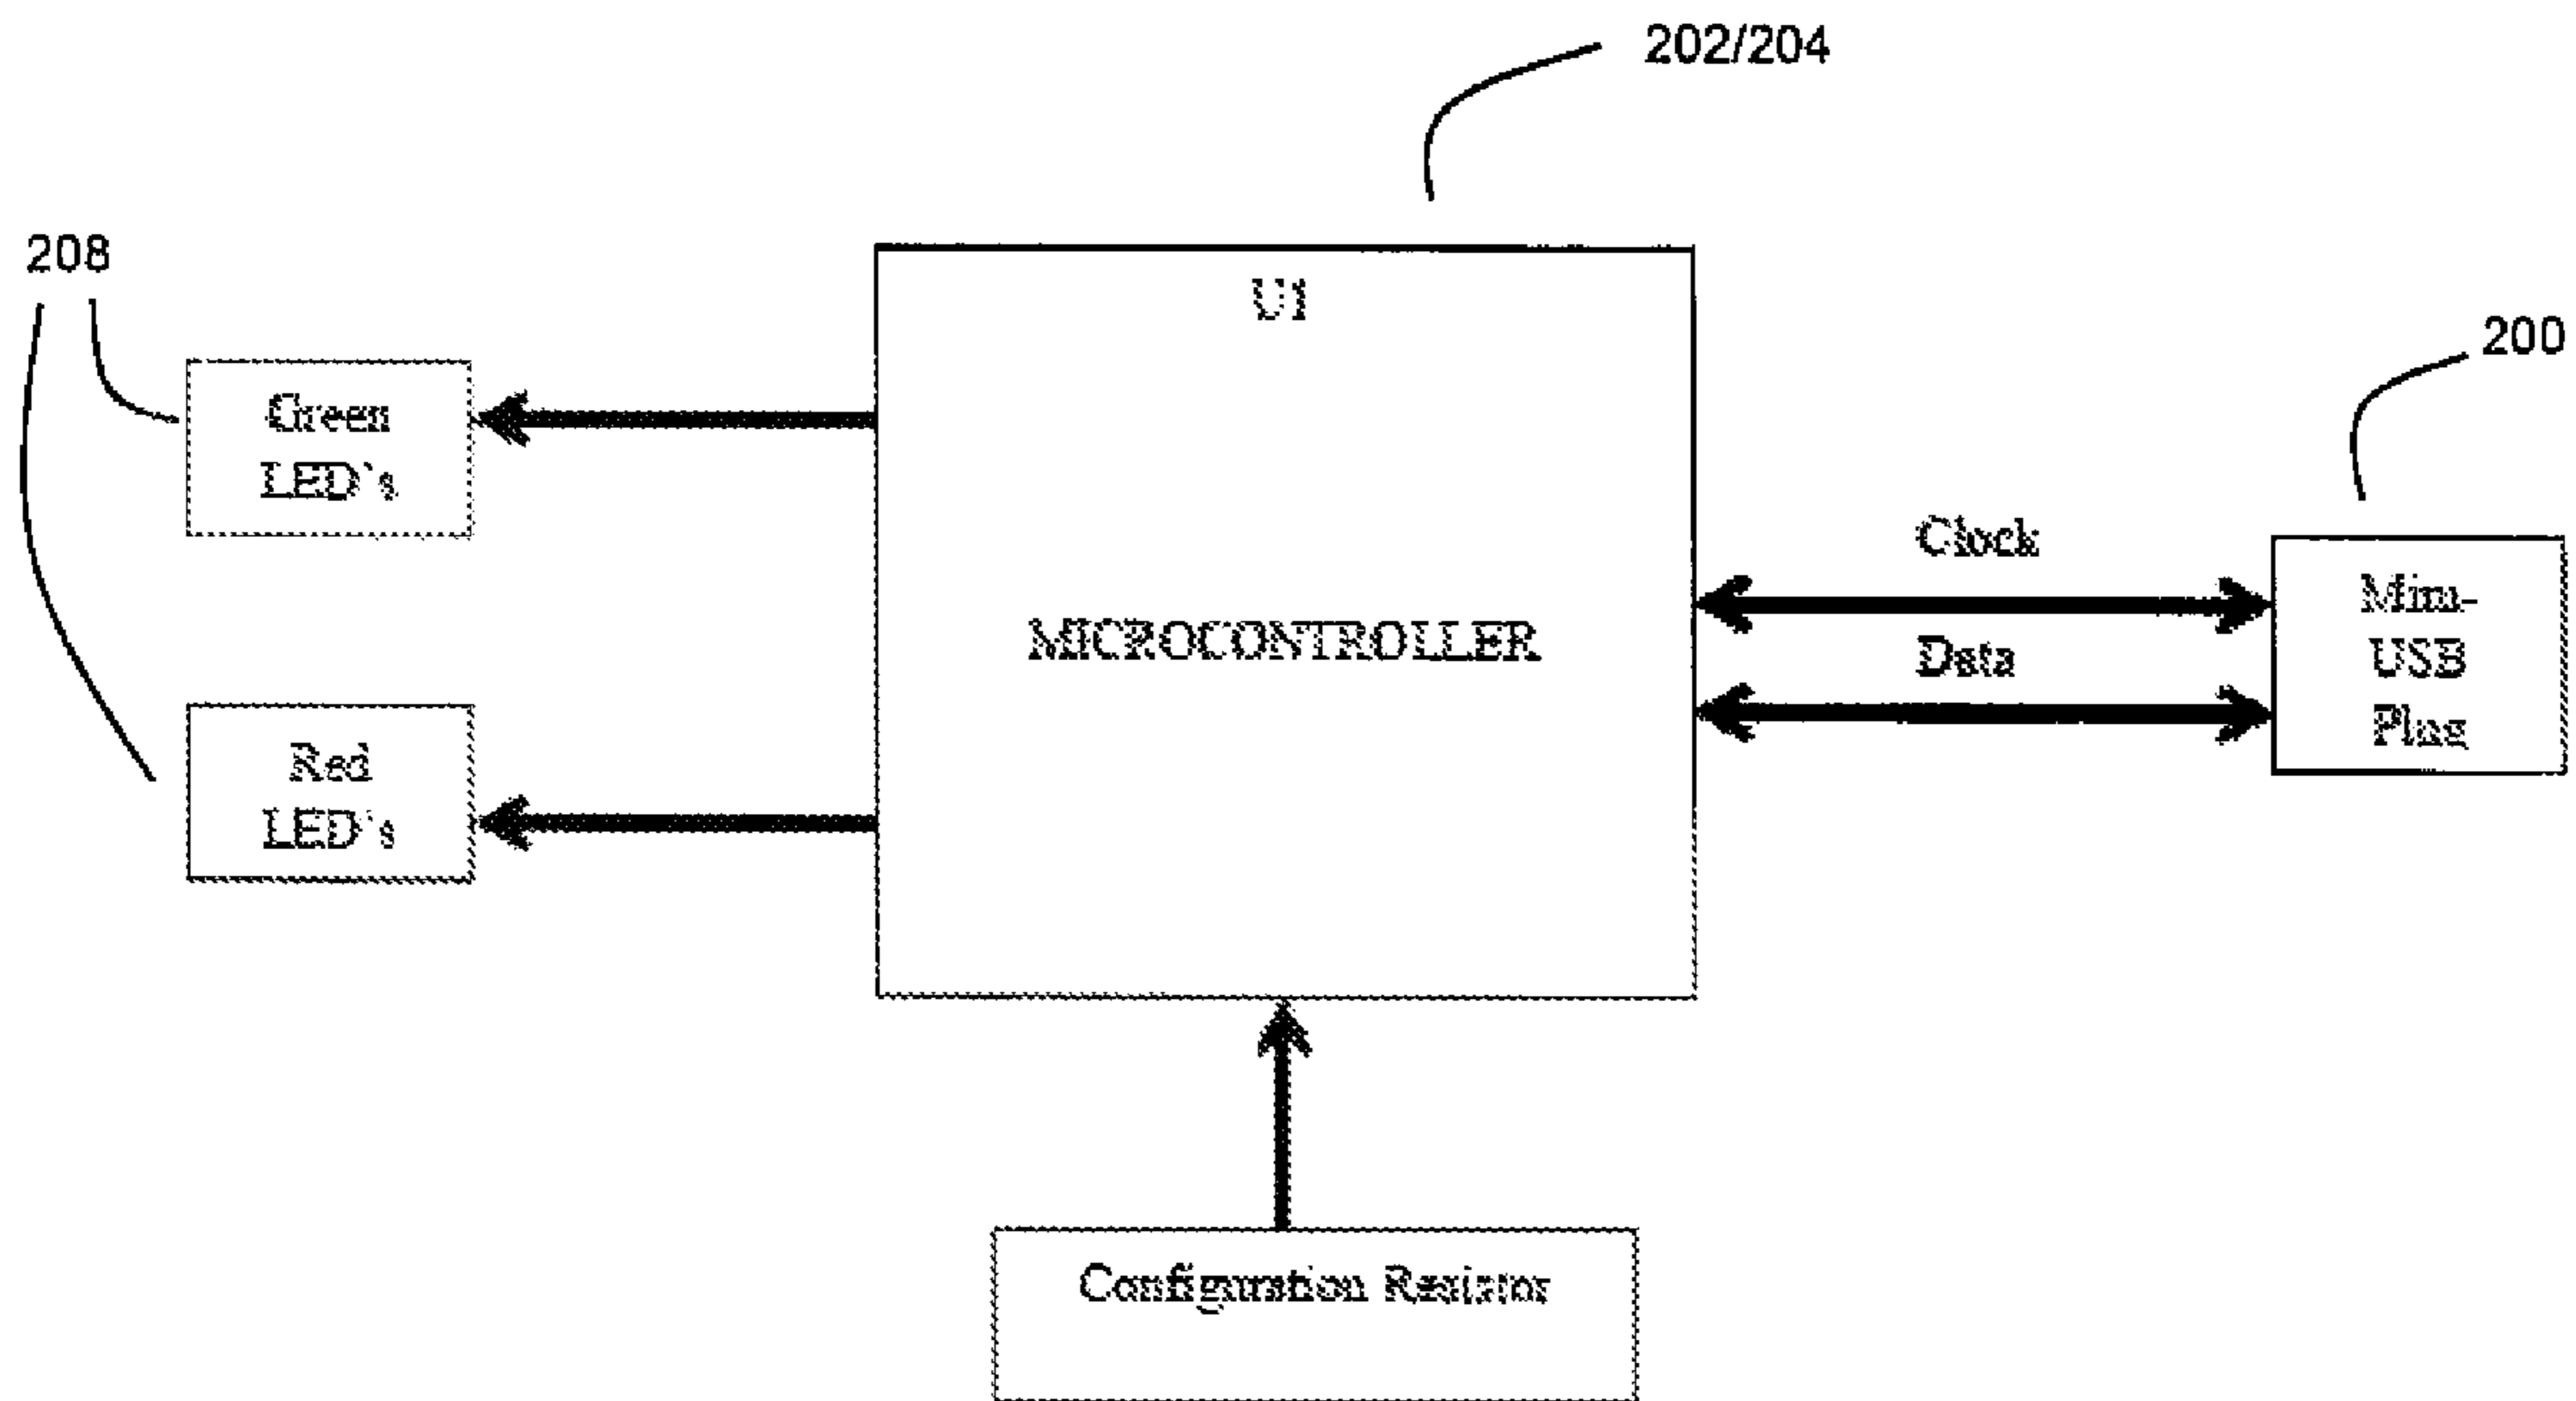 202/204
208
U1
200
Green
LED's
Clock
Mini-
USB
Plug
MICROCONTROLLER
Data
Red
LED's
Configuration Resistor